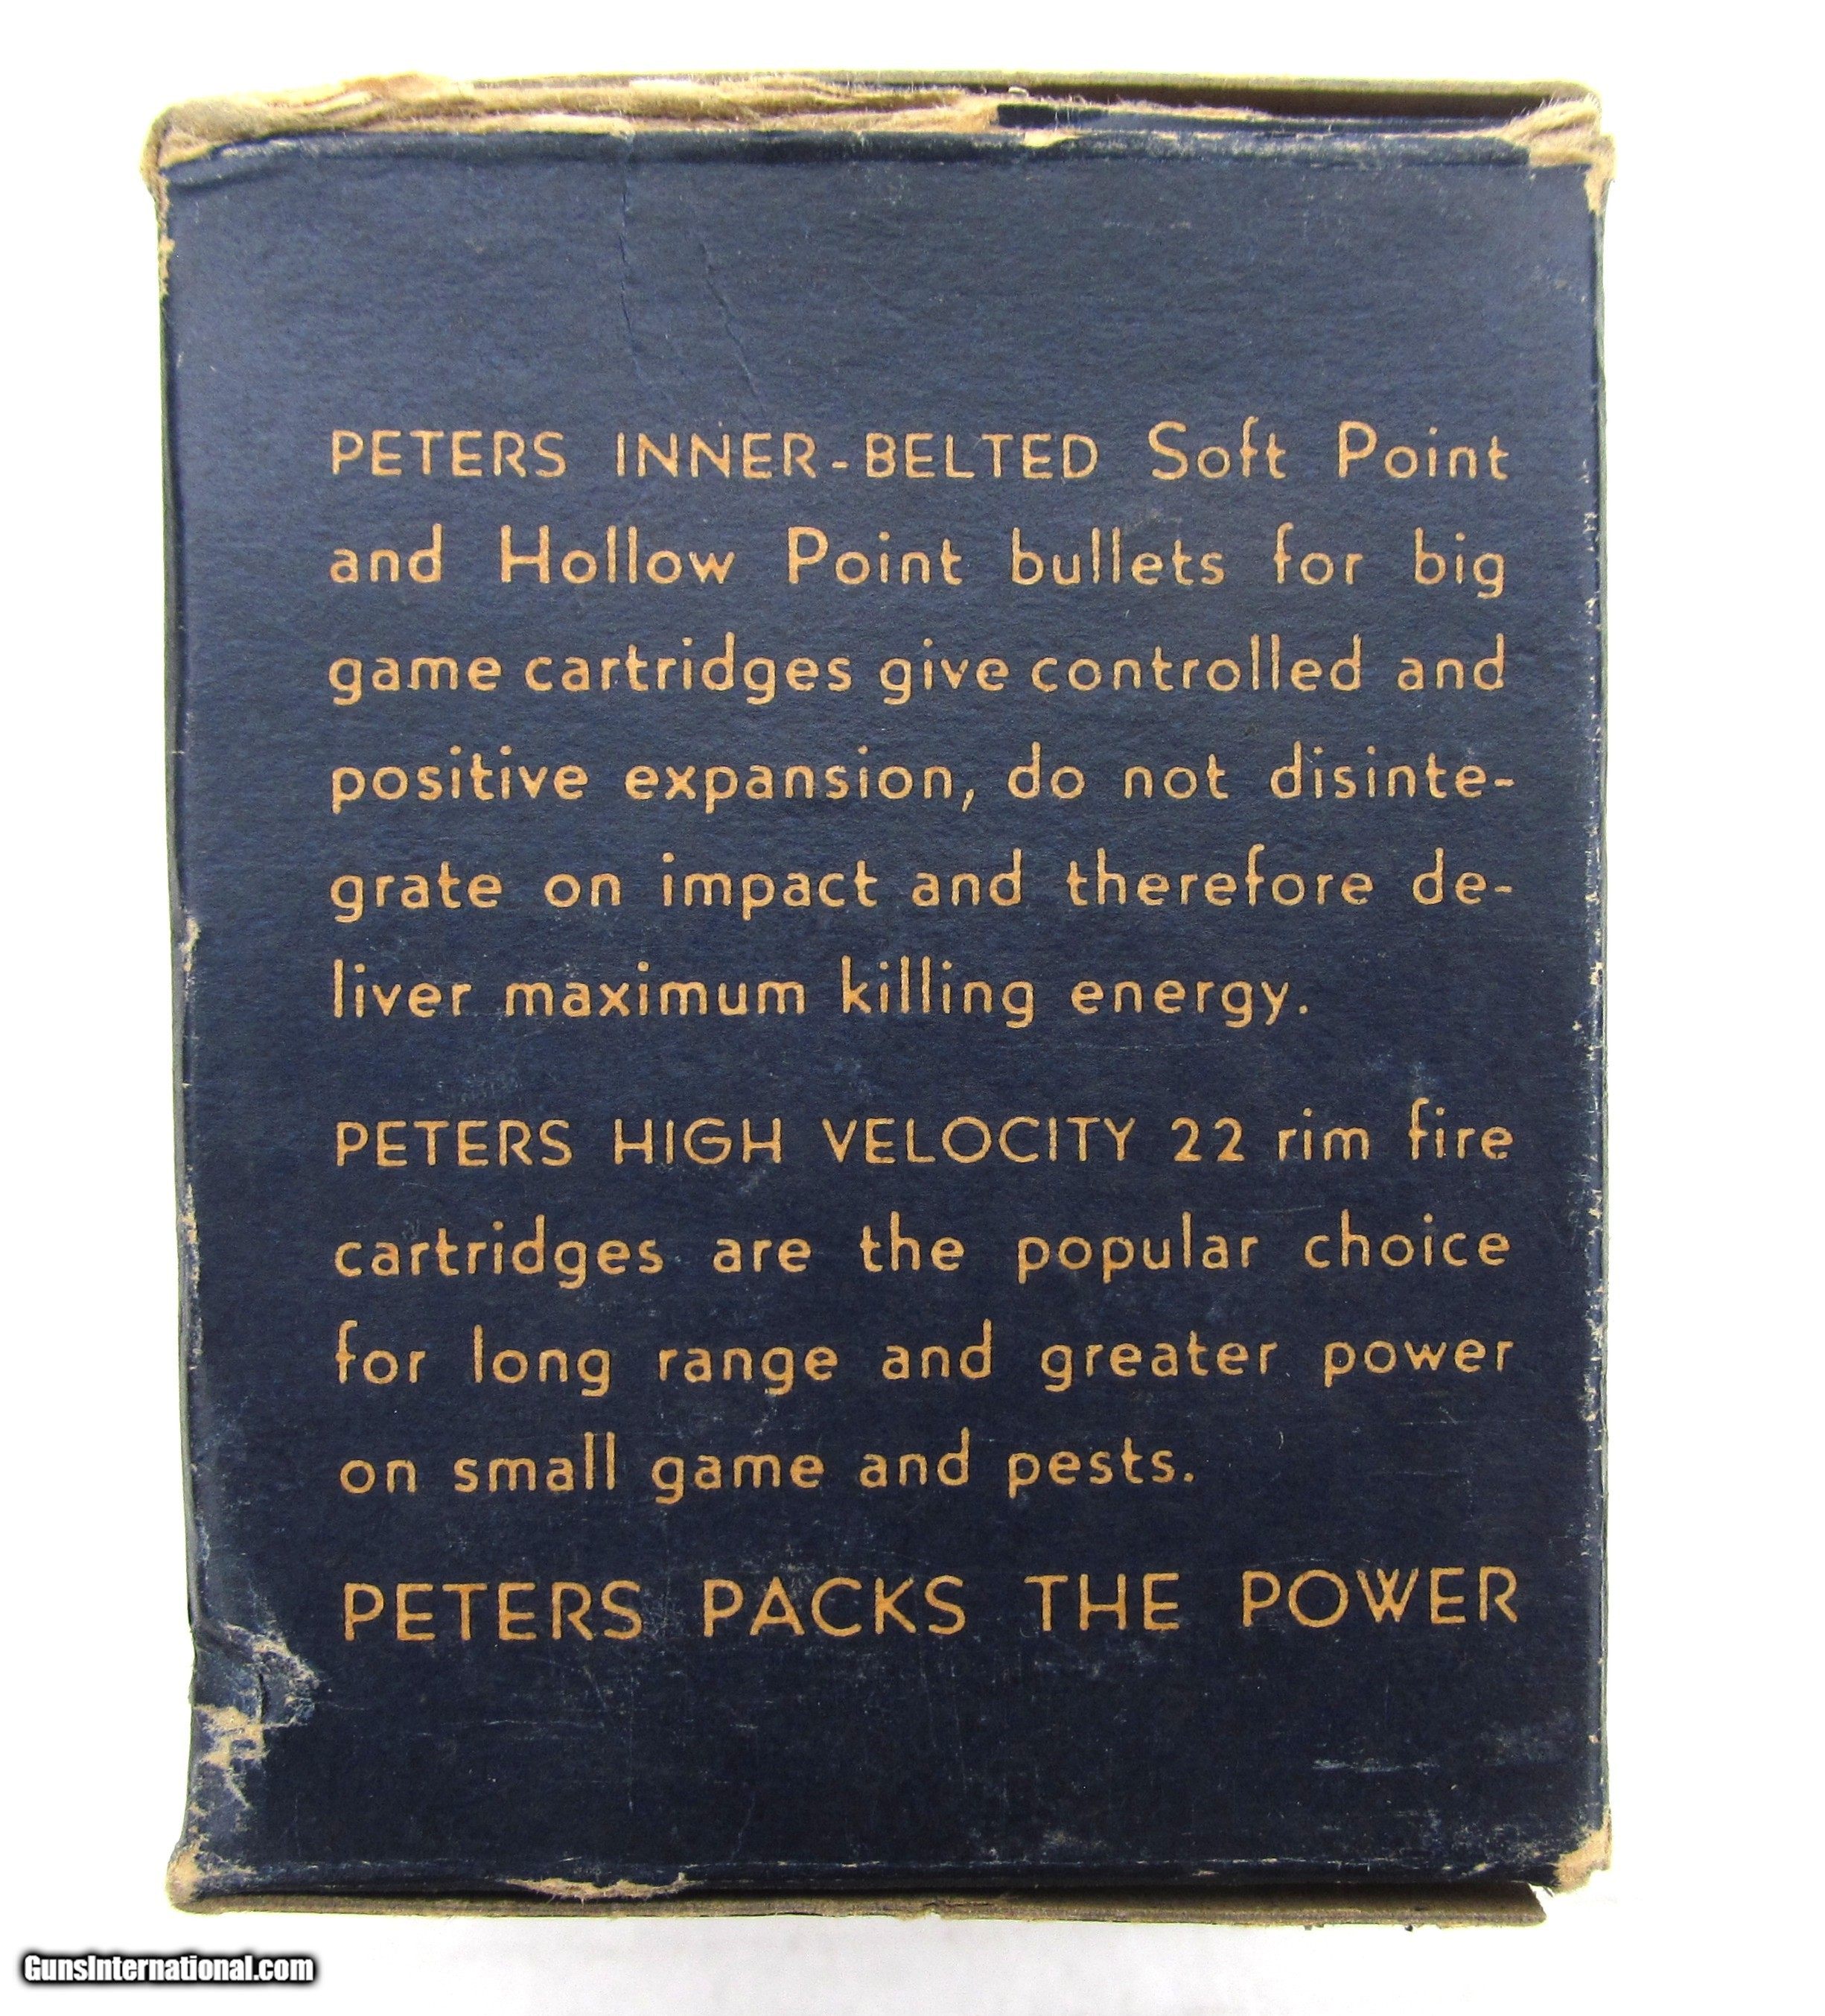 PETERS INNER-BELTED Soft Point
and Hollow Point bullets for big
game cartridges give controlled and
positive expansion, do not disinte-
grate on impact and therefore de-
liver maximum killing energy.
PETERS HIGH VELOCITY 22 rim fire
cartridges are the popular choice
for long range and greater power
on small game and pests.
PETERS PACKS THE POWER
GunsInternational.com